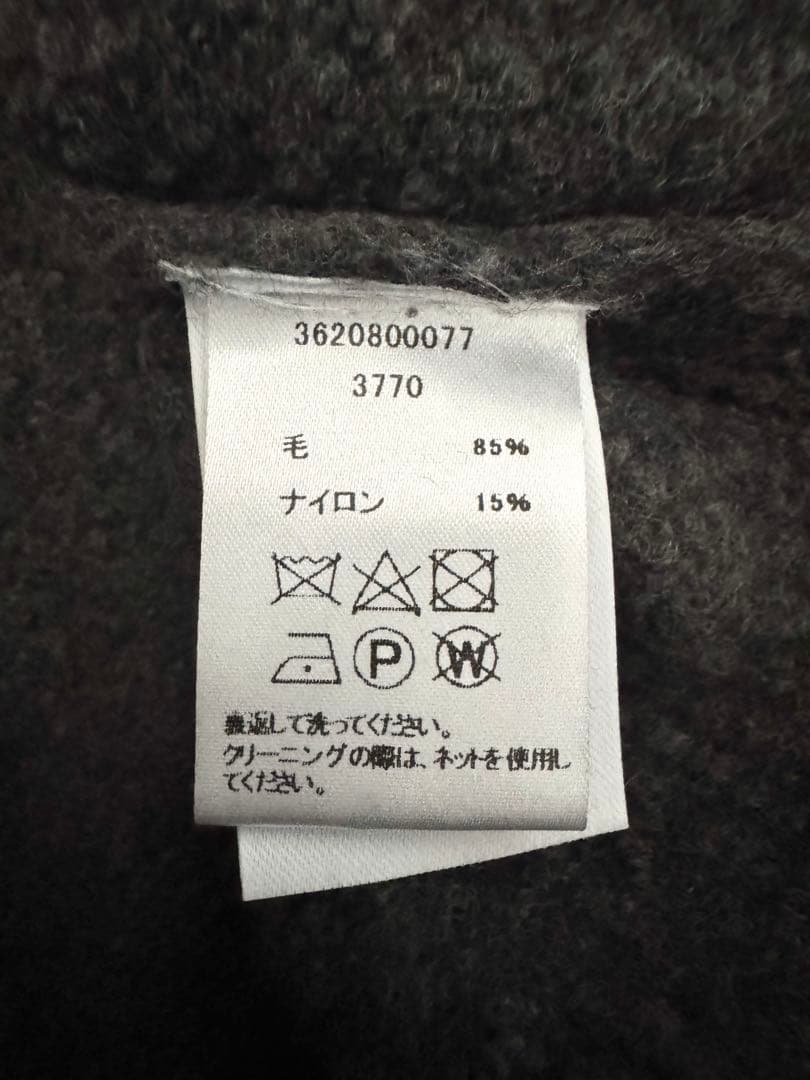 3620800077
3770
毛 85%
ナイロン 15%
P W
裏返して洗ってください。
クリーニングの際は、ネットを使用し
てください。